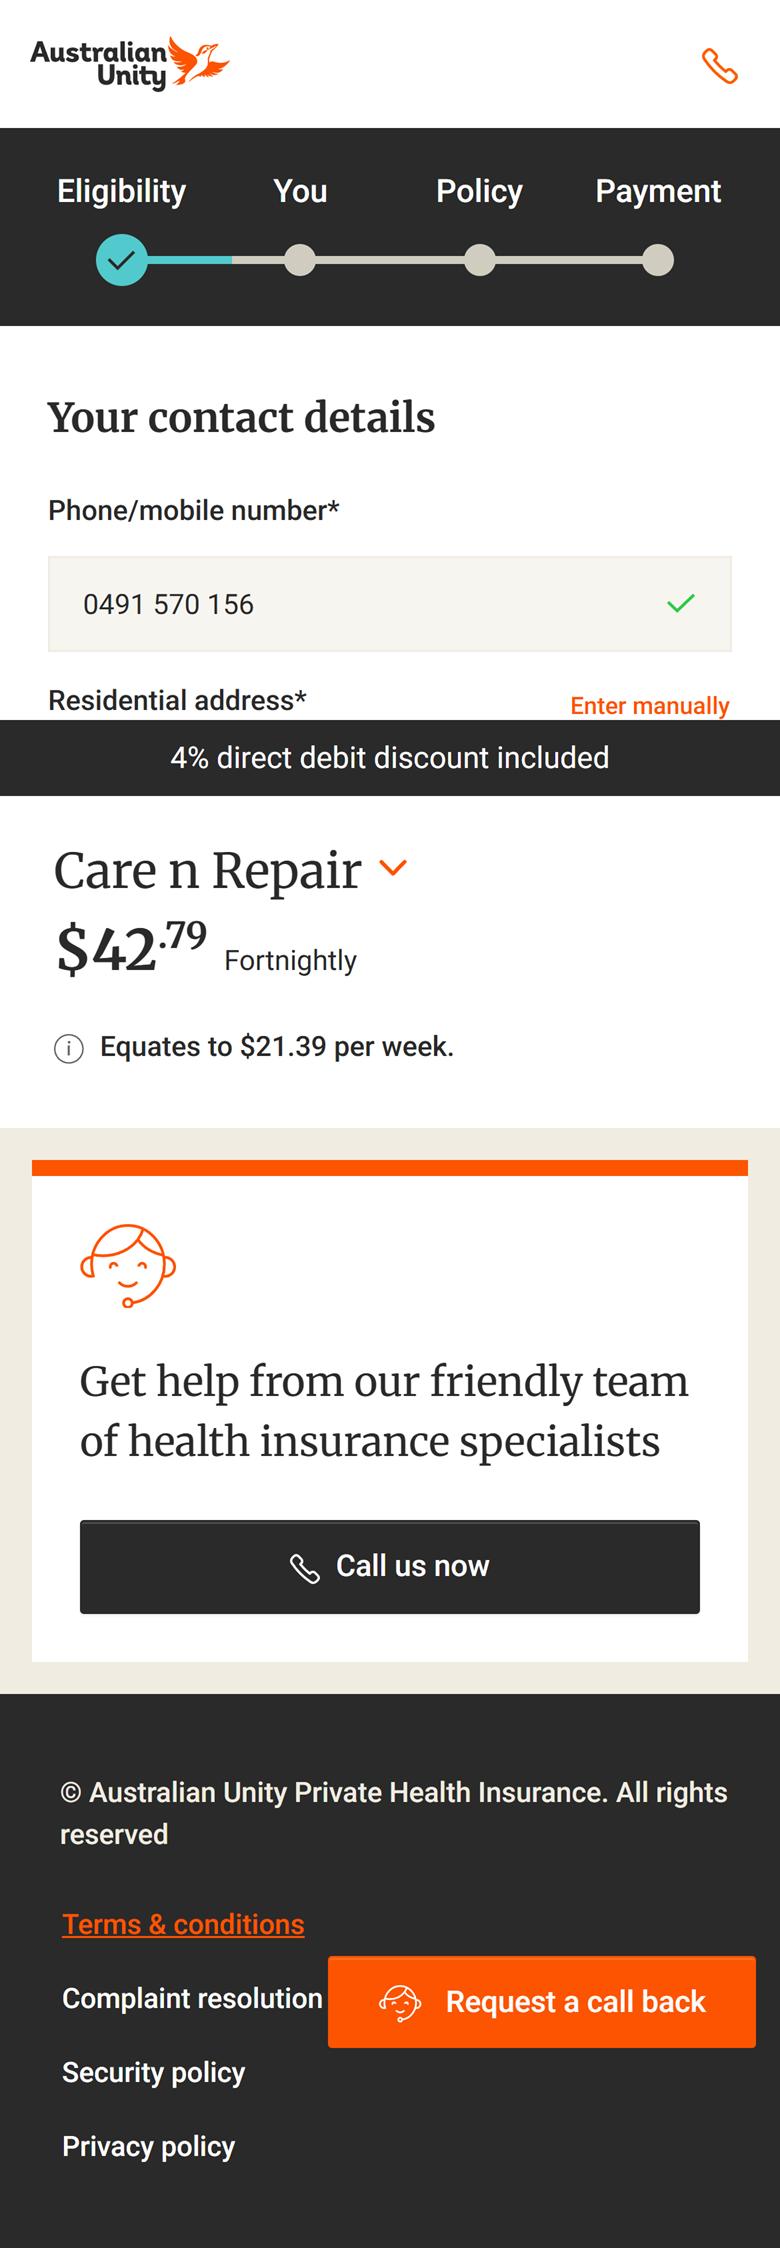 Australian
Unity
Eligibility You Policy Payment
Your contact details
Phone/mobile number*
0491 570 156
Residential address* Enter manually
4% direct debit discount included
Care n Repair
$42.79 Fortnightly
Equates to $21.39 per week.
Get help from our friendly team
of health insurance specialists
Call us now
© Australian Unity Private Health Insurance. All rights
reserved
Terms & conditions
Complaint resolution
Request a call back
Security policy
Privacy policy